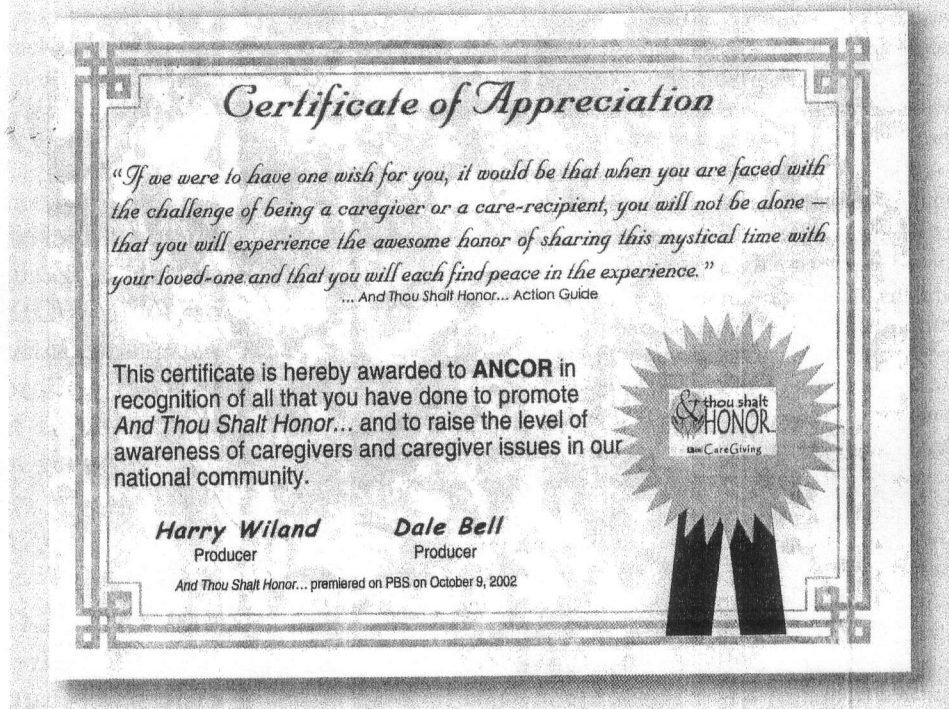 Certificate of Appreciation
“If we were to have one wish for you, it would be that when you are faced with
the challenge of being a caregiver or a care-recipient, you will not be alone —
that you will experience the awesome honor of sharing this mystical time with
your loved-one and that you will each find peace in the experience.”
... And Thou Shalt Honor... Action Guide
This certificate is hereby awarded to ANCOR in
recognition of all that you have done to promote
And Thou Shalt Honor... and to raise the level of
awareness of caregivers and caregiver issues in our
national community.
& thou shalt
HONOR...
CareGiving
Harry Wiland Dale Bell
Producer Producer
And Thou Shalt Honor... premiered on PBS on October 9, 2002